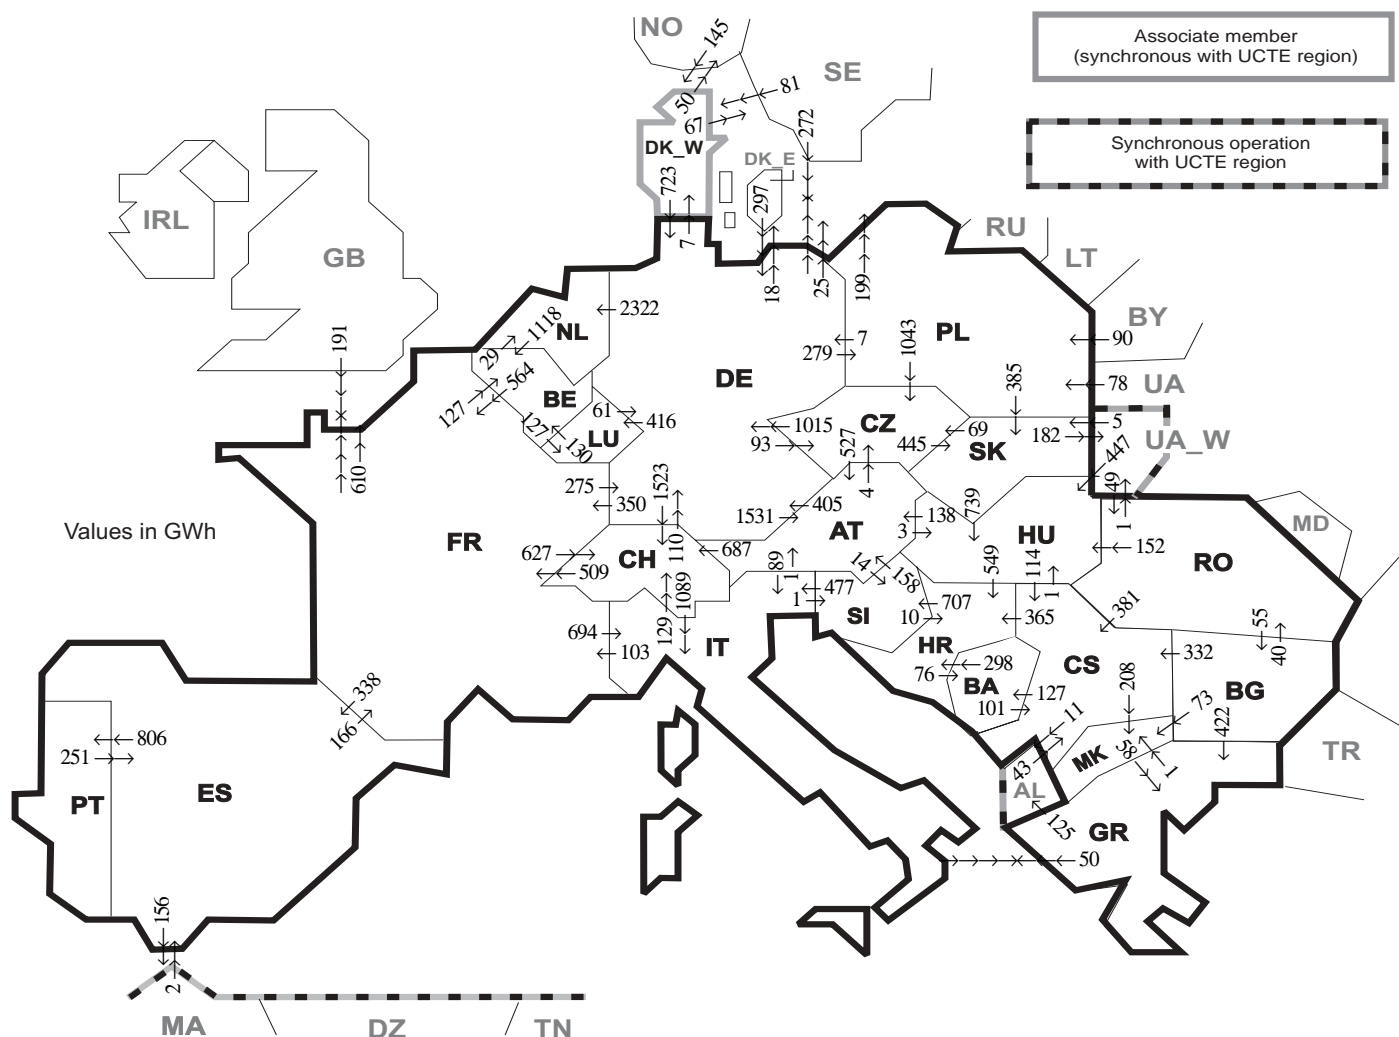 NO
145
Associate member
(synchronous with UCTE region)
SE
50
81
67
272
DK_W
DK_E
Synchronous operation
with UCTE region
IRL
723
297
GB
RU
LT
7
18
25
199
191
2322
1118
NL
BY
29
7
1043
PL
90
279
564
DE
385
78
UA
127
BE
61
416
1015
CZ
69
5
UA_W
127
130
LU
93
527
445
SK
182
447
610
4
49
275
1523
350
405
739
1
Values in GWh
1531
138
MD
FR
110
AT
3
HU
627
CH
687
152
RO
509
89
14
549
114
1
158
1
1089
477
707
381
1
SI
10
365
55
694
129
IT
HR
40
103
332
298
CS
76
BA
208
BG
338
127
73
101
11
422
166
806
58
TR
251
43
MK
1
PT
ES
AL
125
GR
50
156
2
MA
DZ
TN